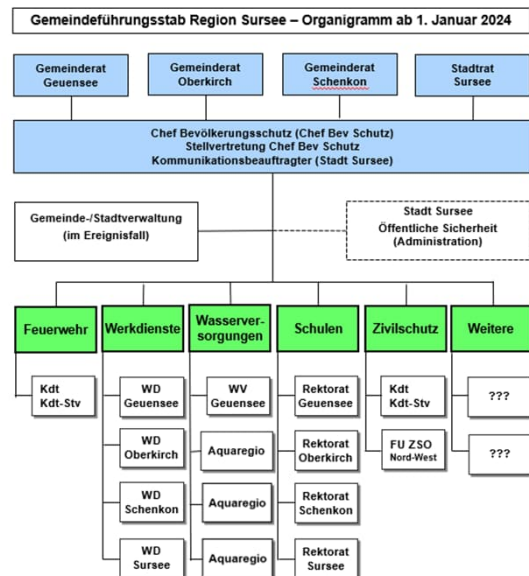 Gemeindeführungsstab Region Sursee – Organigramm ab 1. Januar 2024
Gemeinderat
Geuensee
Gemeinderat
Oberkirch
Gemeinderat
Schenkon
Stadtrat
Sursee
Chef Bevölkerungsschutz (Chef Bev Schutz)
Stellvertretung Chef Bev Schutz
Kommunikationsbeauftragter (Stadt Sursee)
Gemeinde-/Stadtverwaltung
(im Ereignisfall)
Stadt Sursee
Öffentliche Sicherheit
(Administration)
Feuerwehr
Kdt
Kdt-Stv
Werkdienste
WD
Geuensee
WD
Oberkirch
WD
Schenkon
WD
Sursee
Wasserver-
sorgungen
WV
Geuensee
Aquaregio
Aquaregio
Aquaregio
Schulen
Rektorat
Geuensee
Rektorat
Oberkirch
Rektorat
Schenkon
Rektorat
Sursee
Zivilschutz
Kdt
Kdt-Stv
FU ZSO
Nord-West
Weitere
???
???